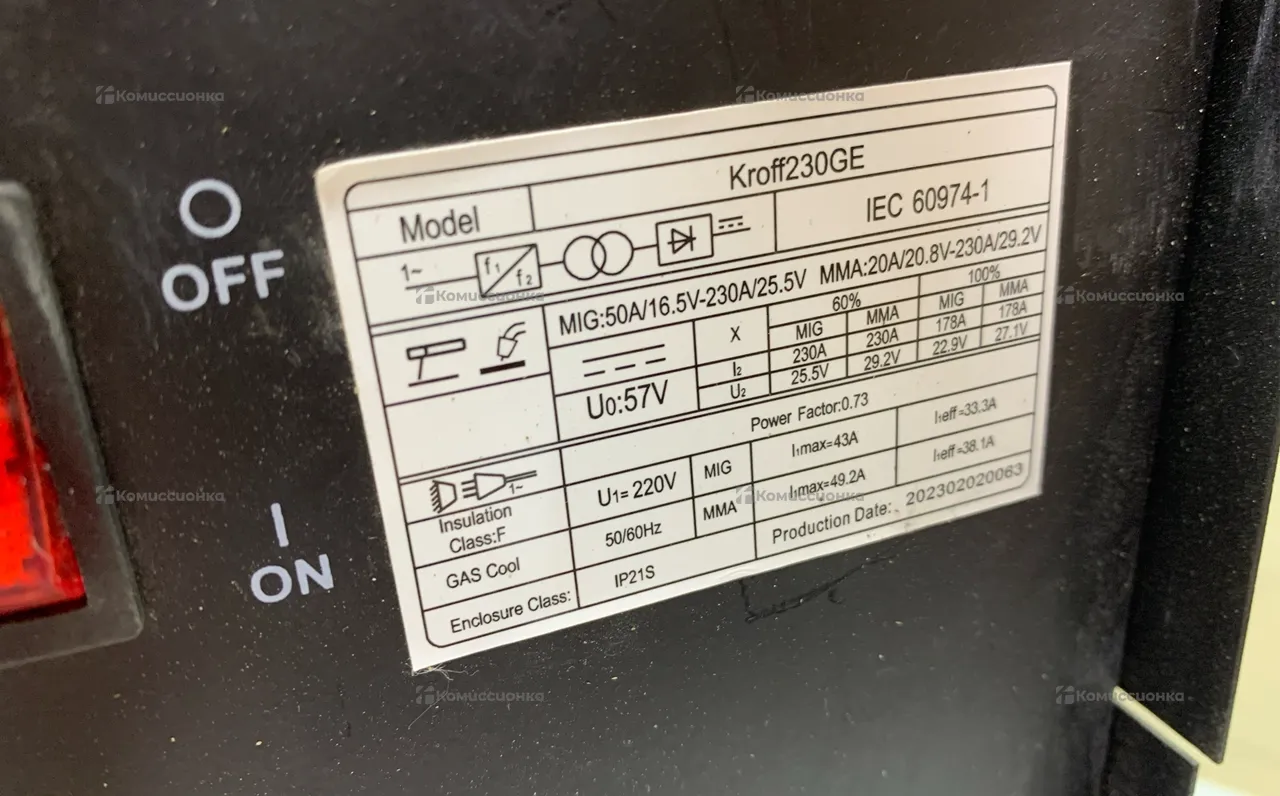 Комиссионка
Комиссионка
OFF
ON
Model Kroff230GE
1~ f1 f2 IEC 60974-1
Комиссионка
Комиссионка
MIG:50A/16.5V-230A/25.5V MMA:20A/20.8V-230A/29.2V
X 60% 100%
MIG MMA MIG MMA
I2 230A 230A 178A 178A
U2 25.5V 29.2V 22.9V 27.1V
U0:57V
Power Factor:0.73
1~
U1= 220V MIG I1max=43A I1eff=33.3A
Insulation
Class:F
50/60Hz MMA I1max=49.2A I1eff=38.1A
Комиссионка
Комиссионка
Комиссионка
GAS Cool
Production Date: 202302020063
Enclosure Class: IP21S
Комиссионка
Комиссионка